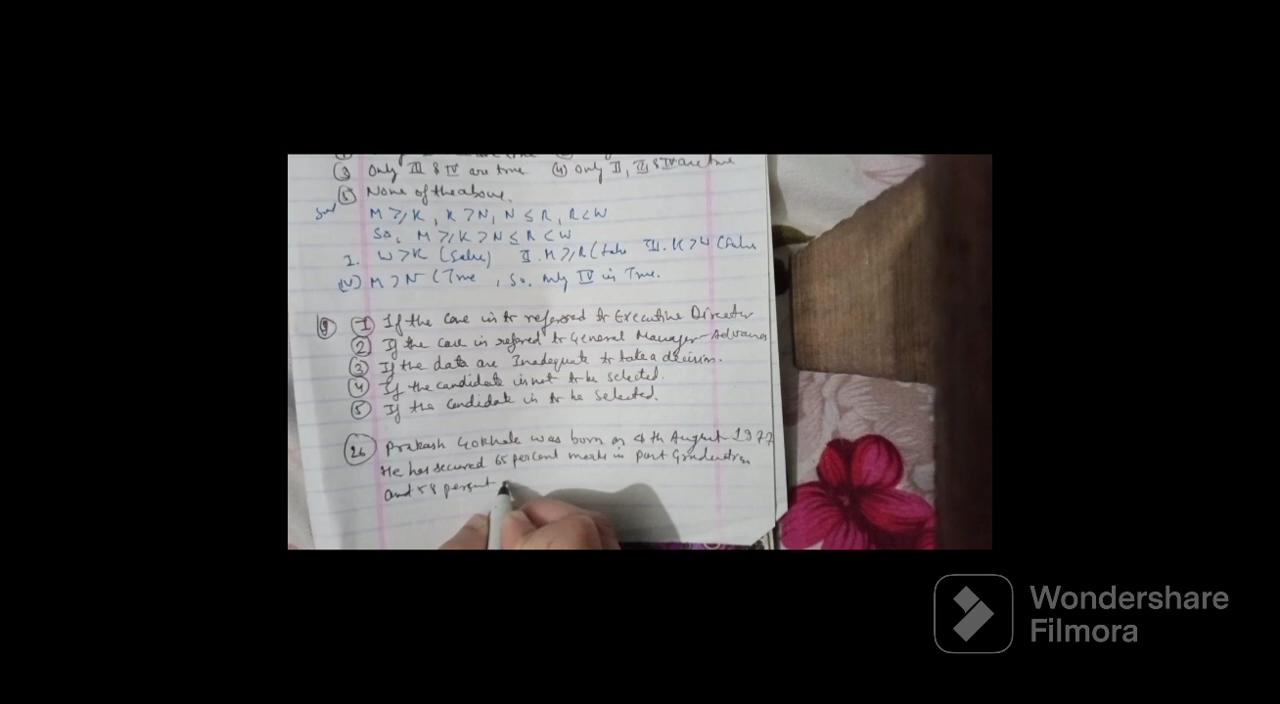 ③ Only III & IV are true ④ Only II, III & IV are true
⑤ None of the above.
M ≥ K, K > N, N ≤ R, R < W
So, M ≥ K > N ≤ R < W
I. W > K (False) II. M ≥ R (false III. K > W (False
(IV) M > N (True , So, only IV is True.
① If the case is to referred to Executive Director
② If the case is refered to General Manager-Advances
③ If the data are Inadequate to take a decision.
④ If the candidate is not to be selected.
⑤ If the candidate is to be selected.
26 Prakash Gokhale was born on 4th August 1977
He has secured 65 percent marks in post Graduation
and 58 percent
Wondershare
Filmora